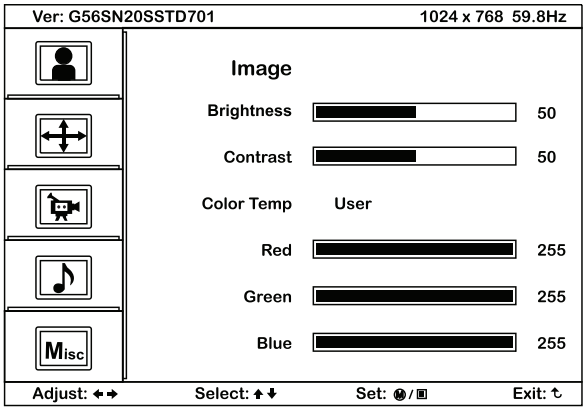 Ver: G56SN20SSTD701 1024 x 768 59.8Hz
Image
Brightness 50
Contrast 50
Color Temp User
Red 255
Green 255
Blue 255
Misc
Adjust: Select: Set: M / Exit: